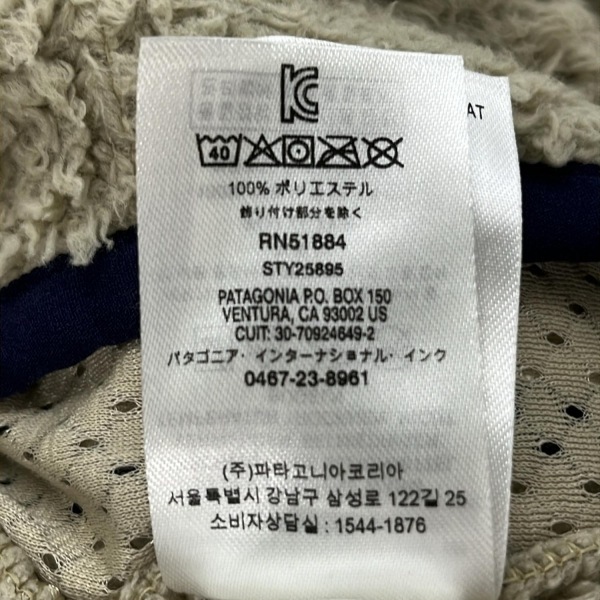 KC
AT
40
100% ポリエステル
飾り付け部分を除く
RN51884
STY25895
PATAGONIA P.O. BOX 150
VENTURA, CA 93002 US
CUIT: 30-70924649-2
パタゴニア・インターナショナル・インク
0467-23-8961
(주)파타고니아코리아
서울특별시 강남구 삼성로 122길 25
소비자상담실 : 1544-1876